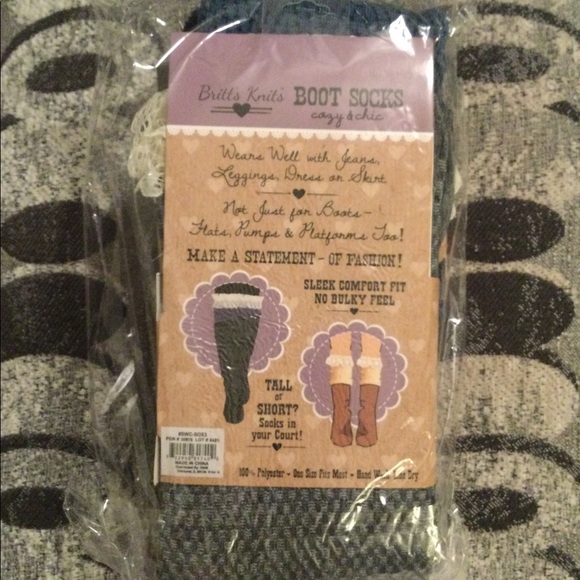 Britts Knits BOOT SOCKS
cozy & chic
Wears Well with Jeans,
Leggings, Dress or Skirt
Not Just for Boots-
Flats, Pumps & Platforms Too!
MAKE A STATEMENT - OF FASHION!
SLEEK COMFORT FIT
NO BULKY FEEL
TALL
or
SHORT?
Socks in
your Court!
MADE IN CHINA
100% Polyester - One Size Fits Most - Hand Wash Line Dry